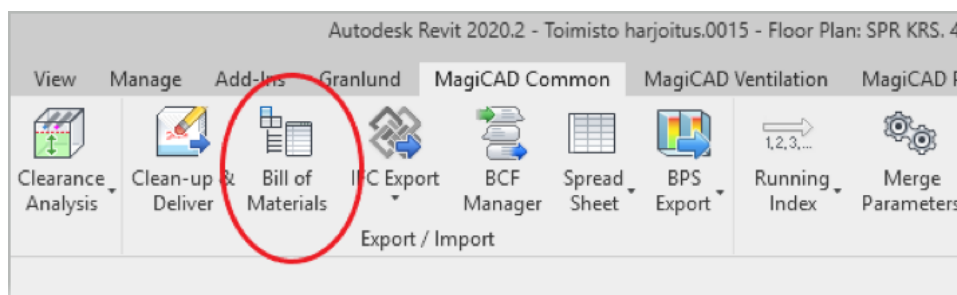 Autodesk Revit 2020.2 - Toimisto harjoitus.0015 - Floor Plan: SPR KRS. 4
View Manage Add-Ins Granlund MagiCAD Common MagiCAD Ventilation MagiCAD P
1,2,3,...
Clearance Clean-up & Bill of IFC Export BCF Spread BPS Running Merge
Analysis Deliver Materials Manager Sheet Export Index Parameters
Export / Import